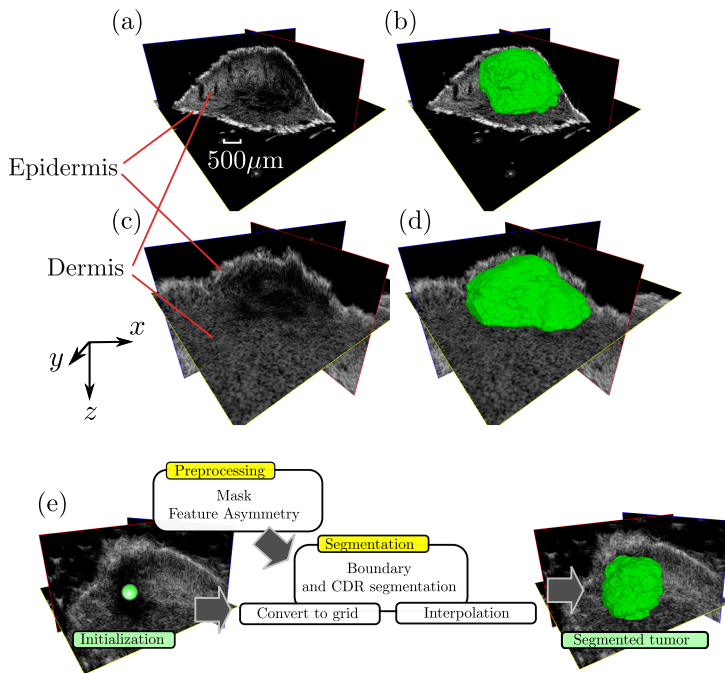 (a)
(b)
500μm
Epidermis
(c)
(d)
Dermis
x
y
z
(e)
Preprocessing
Mask
Feature Asymmetry
Segmentation
Boundary
and CDR segmentation
Convert to grid
Interpolation
Initialization
Segmented tumor